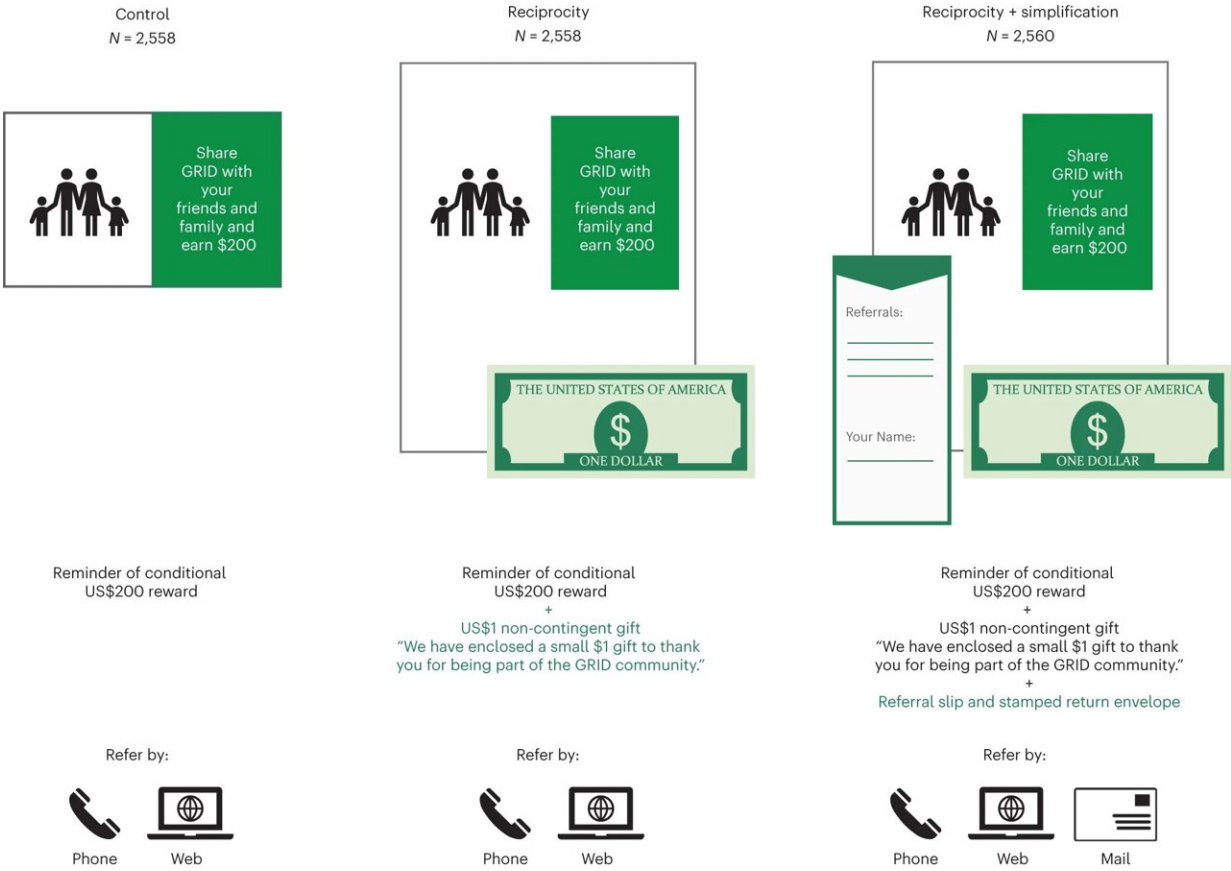 Control
N = 2,558
Share
GRID with
your
friends and
family and
earn $200
Reminder of conditional
US$200 reward
Refer by:
Phone
Web
Reciprocity
N = 2,558
Share
GRID with
your
friends and
family and
earn $200
THE UNITED STATES OF AMERICA
$
ONE DOLLAR
Reminder of conditional
US$200 reward
+
US$1 non-contingent gift
“We have enclosed a small $1 gift to thank
you for being part of the GRID community.”
Refer by:
Phone
Web
Reciprocity + simplification
N = 2,560
Share
GRID with
your
friends and
family and
earn $200
Referrals:
Your Name:
THE UNITED STATES OF AMERICA
$
ONE DOLLAR
Reminder of conditional
US$200 reward
+
US$1 non-contingent gift
“We have enclosed a small $1 gift to thank
you for being part of the GRID community.”
+
Referral slip and stamped return envelope
Refer by:
Phone
Web
Mail